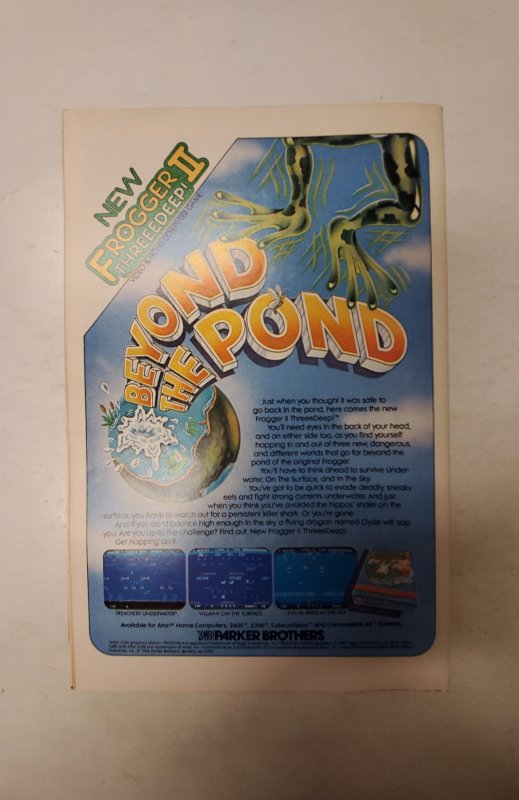 NEW
FROGGER II
THREEEDEEP!
VIDEO & COMPUTER GAME
BEYOND
THE POND
Just when you thought it was safe to
go back in the pond, here comes the new
Frogger II ThreeeDeep!™
You'll need eyes in the back of your head,
and on either side too, as you find yourself
hopping in and out of three new, dangerous,
and different worlds that go far beyond the
pond of the original Frogger.
You'll have to think ahead to survive Under-
water, On The Surface, and In The Sky.
You've got to be quick to evade deadly, sneaky
eels and fight strong currents underwater. And just
when you think you've avoided the hippos' shake on the
surface, you have to watch out for a persistent killer shark. Or you're gone.
And if you don't bounce high enough in the sky, a flying dragon named Clyde will zap
you. Are you up to the challenge? Find out. New Frogger II ThreeeDeep!
Get hopping on it.
FROGGER II
TREACHERY UNDERWATER.
VILLAINY ON THE SURFACE.
EVIL IN THE SKY.
Available for Atari® Home Computers, 2600™, 5200™, ColecoVision™ and Commodore 64™ Systems.
PARKER BROTHERS